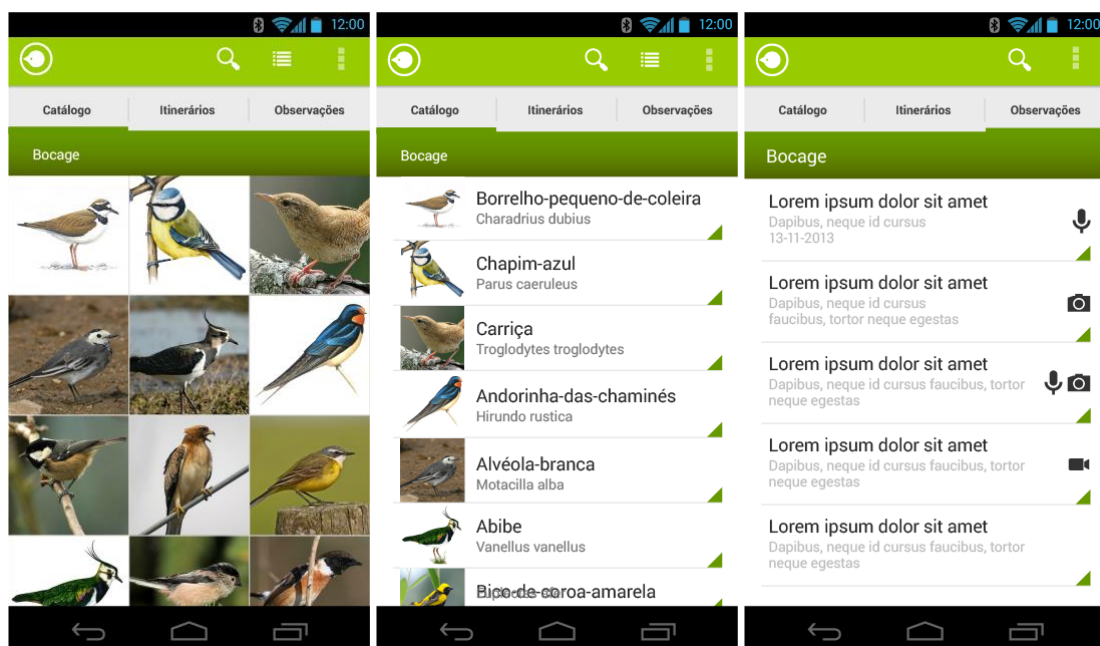 12:00
Catálogo Itinerários Observações
Bocage
12:00
Catálogo Itinerários Observações
Bocage
Borrelho-pequeno-de-coleira
Charadrius dubius
Chapim-azul
Parus caeruleus
Carriça
Troglodytes troglodytes
Andorinha-das-chaminés
Hirundo rustica
Alvéola-branca
Motacilla alba
Abibe
Vanellus vanellus
Bico-de-coroa-amarela
12:00
Catálogo Itinerários Observações
Bocage
Lorem ipsum dolor sit amet
Dapibus, neque id cursus
13-11-2013
Lorem ipsum dolor sit amet
Dapibus, neque id cursus
faucibus, tortor neque egestas
Lorem ipsum dolor sit amet
Dapibus, neque id cursus faucibus, tortor
neque egestas
Lorem ipsum dolor sit amet
Dapibus, neque id cursus faucibus, tortor
neque egestas
Lorem ipsum dolor sit amet
Dapibus, neque id cursus faucibus, tortor
neque egestas